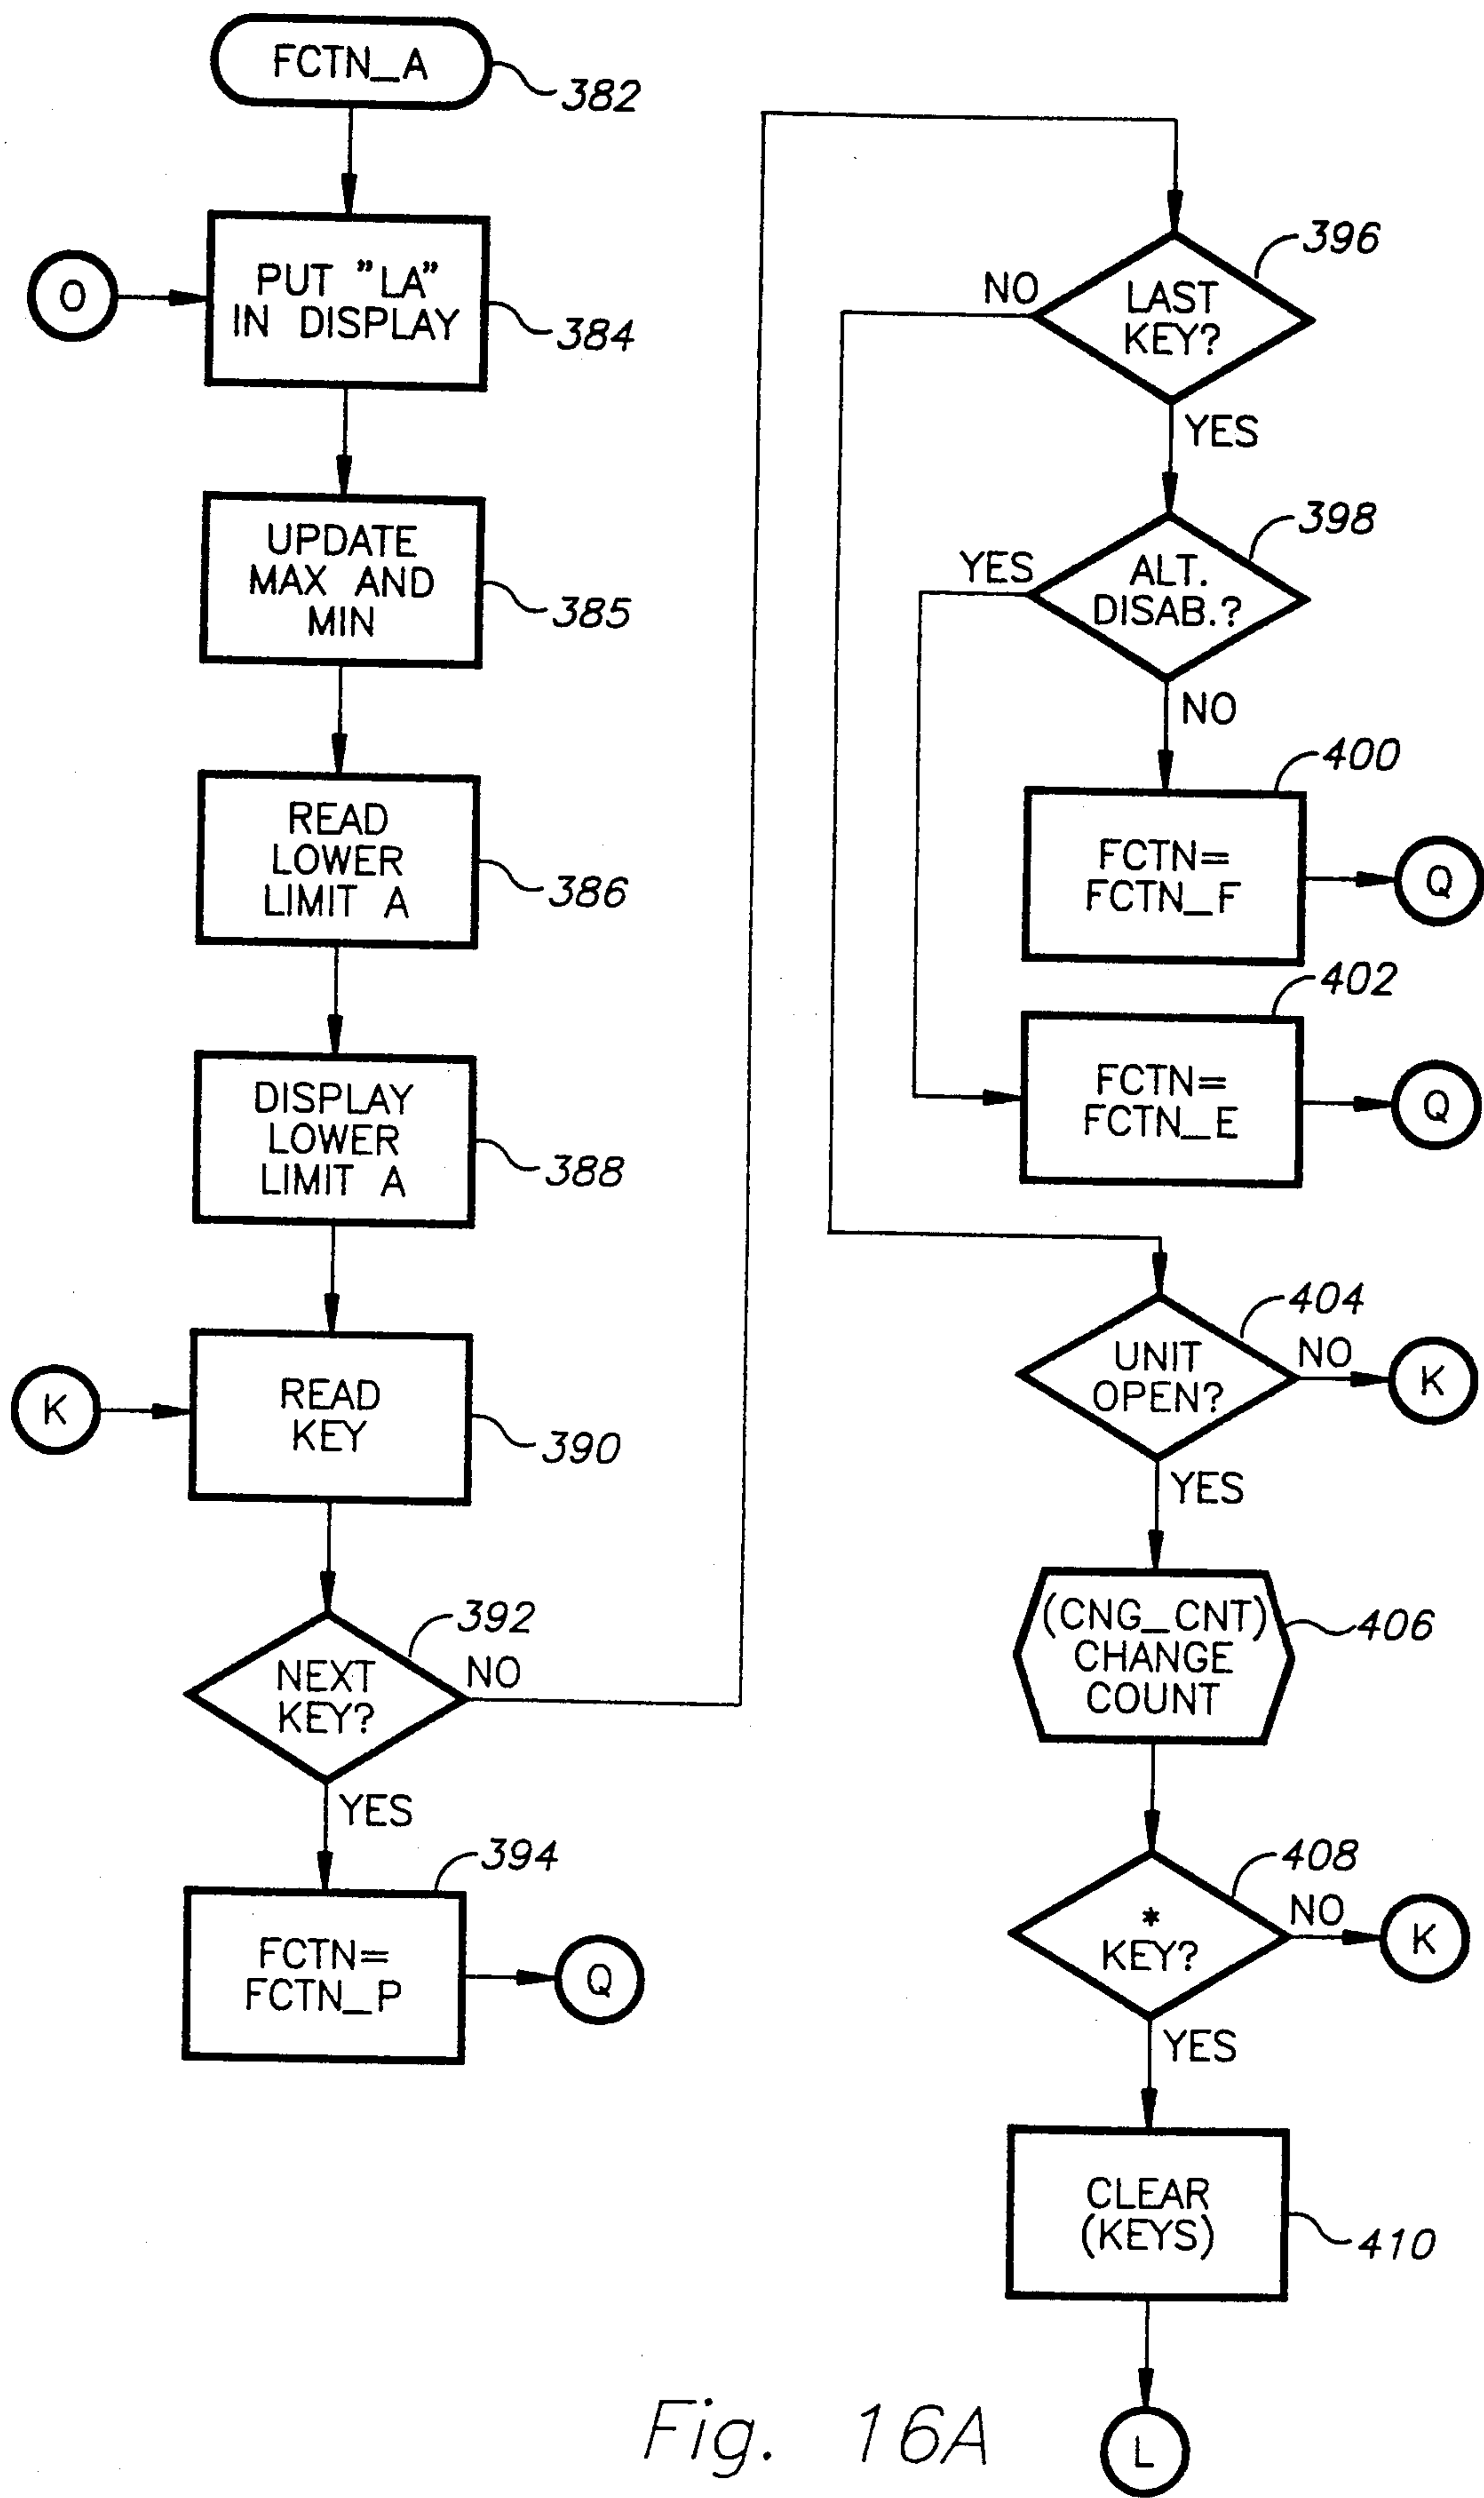 FCTN_A
382
O
PUT "LA"
IN DISPLAY
384
UPDATE
MAX AND
MIN
385
READ
LOWER
LIMIT A
386
DISPLAY
LOWER
LIMIT A
388
K
READ
KEY
390
NEXT
KEY?
392
NO
YES
394
FCTN=
FCTN_P
Q
LAST
KEY?
396
NO
YES
ALT.
DISAB.?
398
YES
NO
400
FCTN=
FCTN_F
Q
402
FCTN=
FCTN_E
Q
UNIT
OPEN?
404
NO
K
YES
(CNG_CNT)
CHANGE
COUNT
406
*
KEY?
408
NO
K
YES
CLEAR
(KEYS)
410
L
Fig. 16A